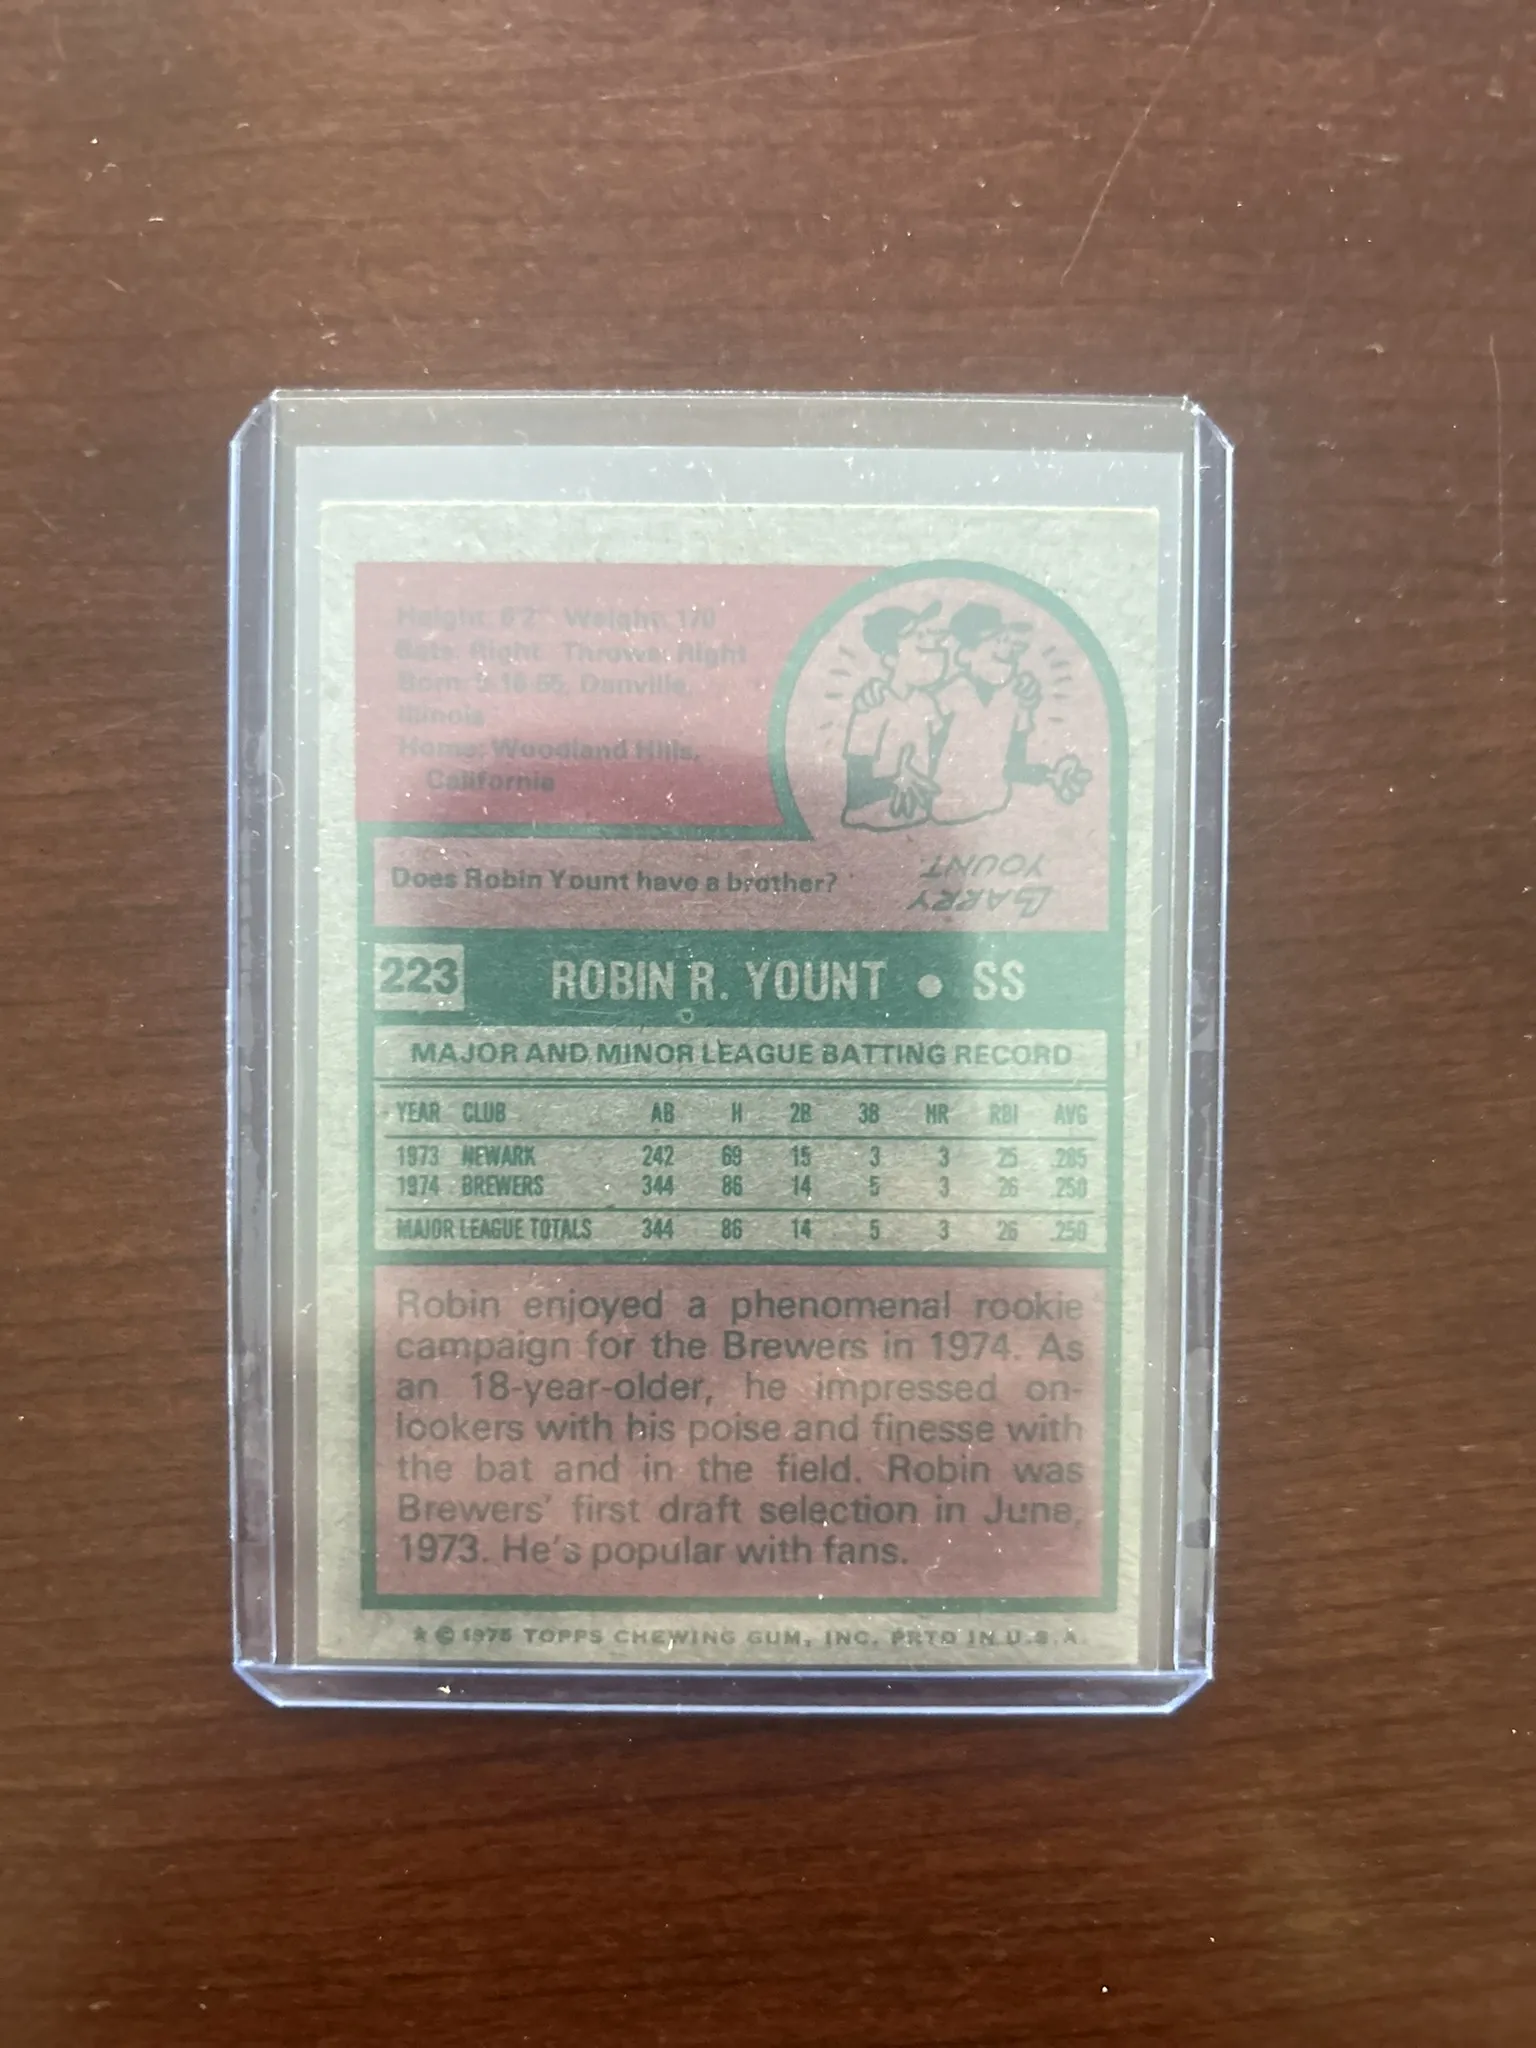 Height: 6'2" Weight: 170
Bats: Right Throws: Right
Born: 9-16-55, Danville,
Illinois
Home: Woodland Hills,
California
Does Robin Yount have a brother?
BARRY
YOUNT.
223 ROBIN R. YOUNT • SS
MAJOR AND MINOR LEAGUE BATTING RECORD
YEAR CLUB AB H 2B 3B HR RBI AVG
1973 NEWARK 242 69 15 3 3 25 .285
1974 BREWERS 344 86 14 5 3 26 .250
MAJOR LEAGUE TOTALS 344 86 14 5 3 26 .250
Robin enjoyed a phenomenal rookie
campaign for the Brewers in 1974. As
an 18-year-older, he impressed on-
lookers with his poise and finesse with
the bat and in the field. Robin was
Brewers' first draft selection in June,
1973. He's popular with fans.
* © 1975 TOPPS CHEWING GUM, INC. PRTD IN U.S.A.